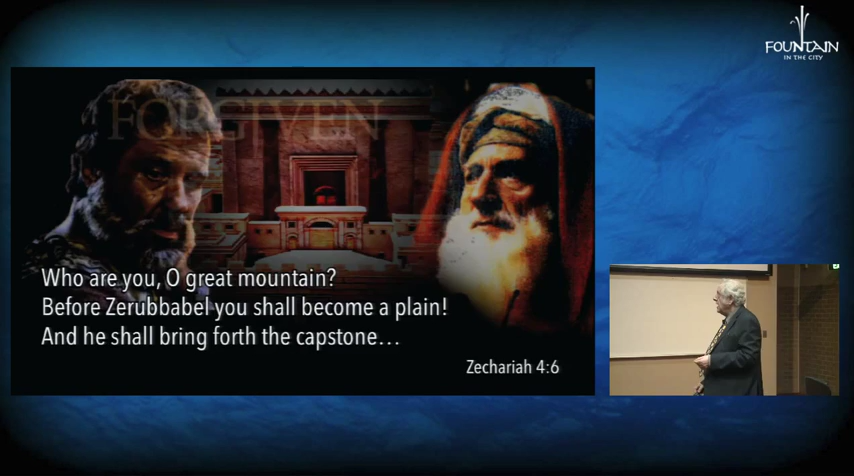 FOUNTAIN
IN THE CITY
FORGIVEN
Who are you, O great mountain?
Before Zerubbabel you shall become a plain!
And he shall bring forth the capstone…
Zechariah 4:6